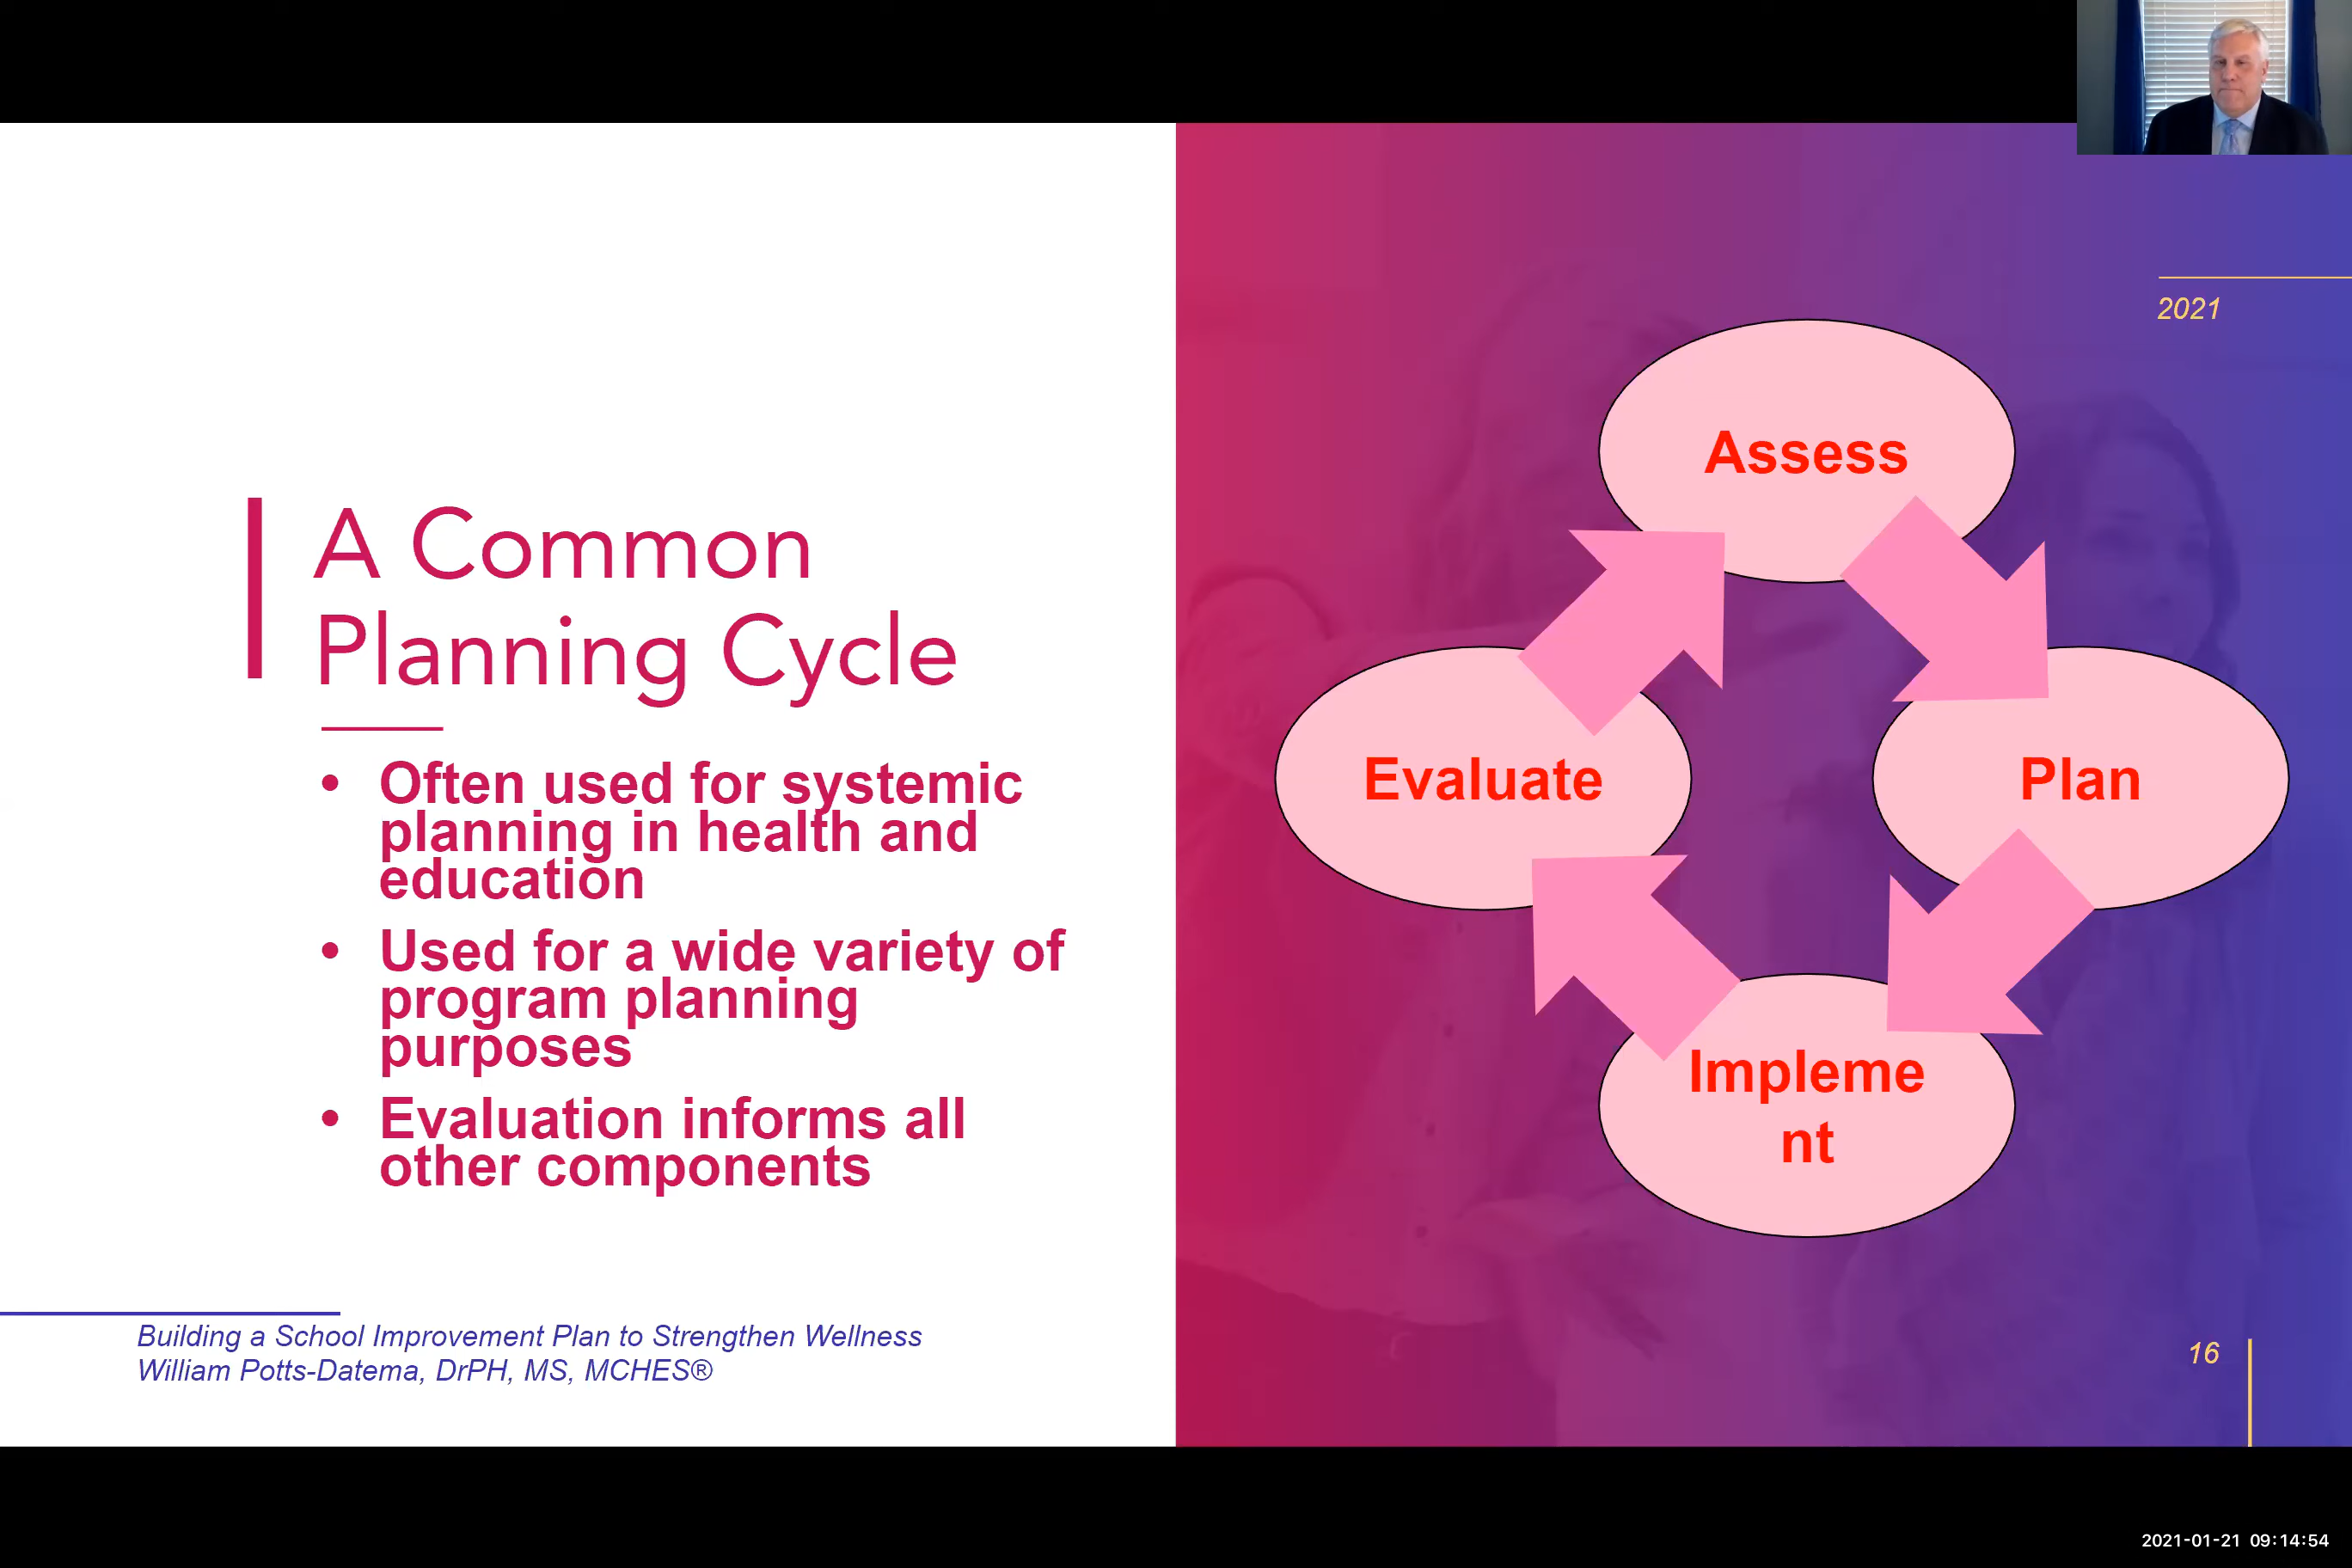 A Common
Planning Cycle
• Often used for systemic
planning in health and
education
• Used for a wide variety of
program planning
purposes
• Evaluation informs all
other components
Building a School Improvement Plan to Strengthen Wellness
William Potts-Datema, DrPH, MS, MCHES®
2021
Assess
Evaluate
Plan
Impleme
nt
16
2021-01-21 09:14:54